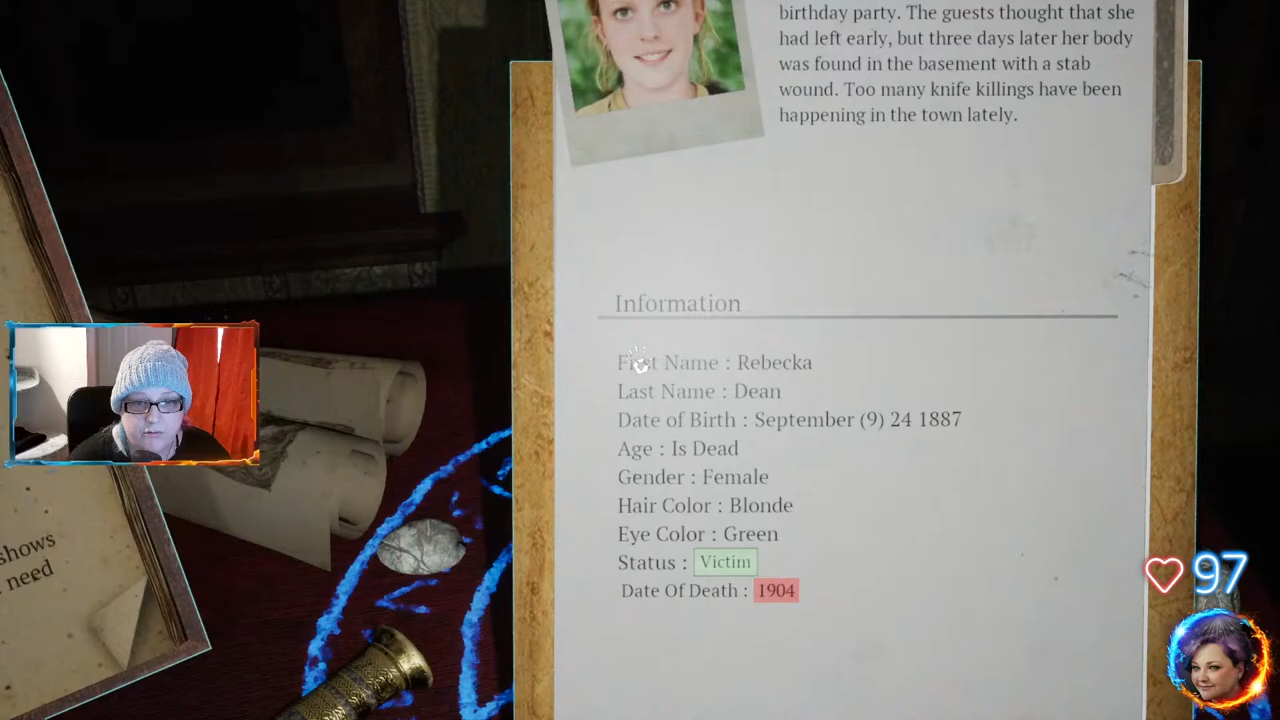 birthday party. The guests thought that she
had left early, but three days later her body
was found in the basement with a stab
wound. Too many knife killings have been
happening in the town lately.
Information
First Name : Rebecka
Last Name : Dean
Date of Birth : September (9) 24 1887
Age : Is Dead
Gender : Female
Hair Color : Blonde
Eye Color : Green
Status : Victim
Date Of Death : 1904
shows
need
97